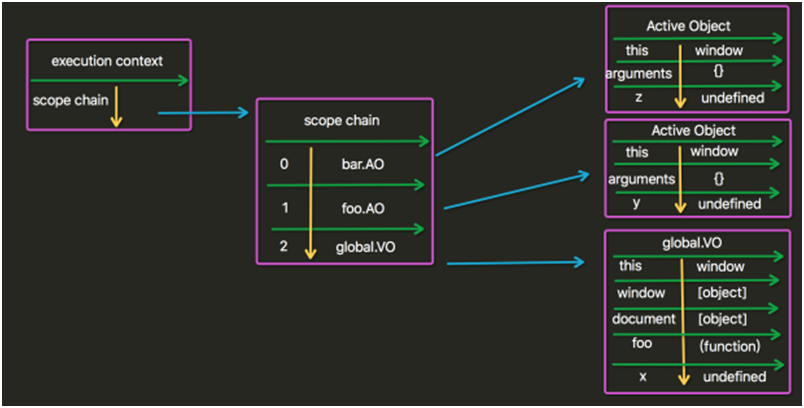 execution context
scope chain
scope chain
0 bar.AO
1 foo.AO
2 global.VO
Active Object
this window
arguments {}
z undefined
Active Object
this window
arguments {}
y undefined
global.VO
this window
window [object]
document [object]
foo (function)
x undefined